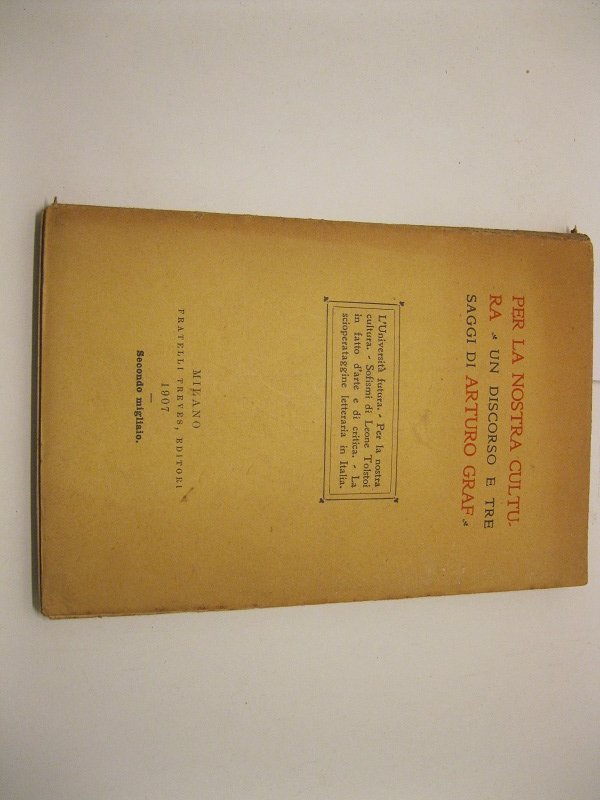 PER LA NOSTRA CULTU-
RA " UN DISCORSO E TRE
SAGGI DI ARTURO GRAF "
L'Università futura. - Per la nostra
cultura. - Sofismi di Leone Tolstoi
in fatto d'arte e di critica. - La
scioperataggine letteraria in Italia.
MILANO
FRATELLI TREVES, EDITORI
1907
—
Secondo migliaio.